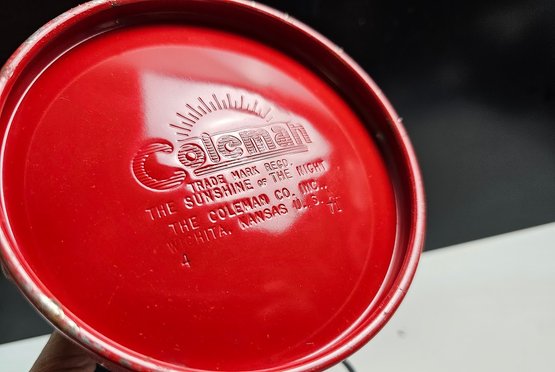 Coleman
TRADE MARK REGD.
THE SUNSHINE OF THE NIGHT
THE COLEMAN CO. INC.,
WICHITA, KANSAS U.S.A.
4 71